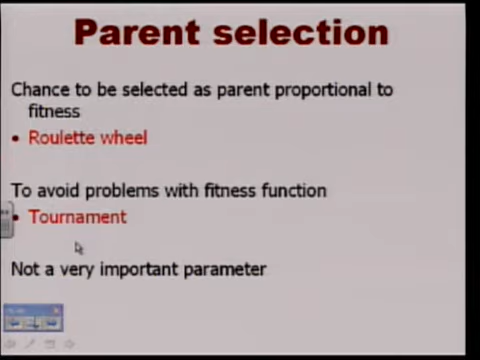 Parent selection
Chance to be selected as parent proportional to
fitness
• Roulette wheel
To avoid problems with fitness function
• Tournament
Not a very important parameter